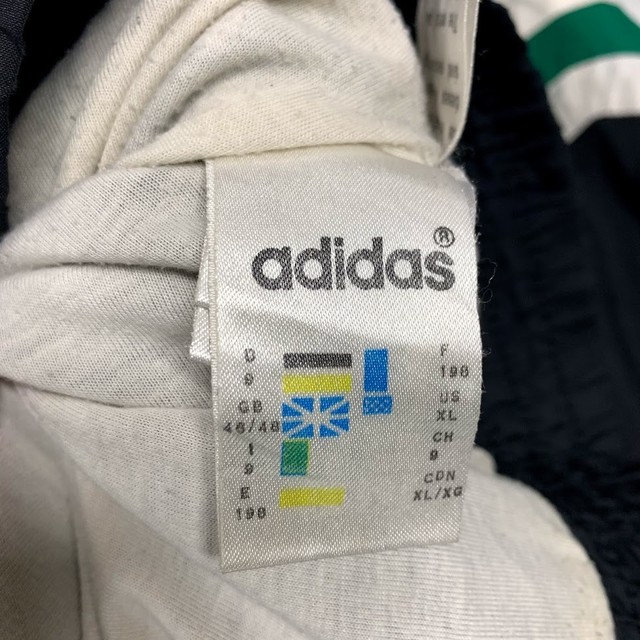 adidas®
D
9
GB
46/48
I
9
E
198
F
198
US
XL
CH
9
CDN
XL/XG